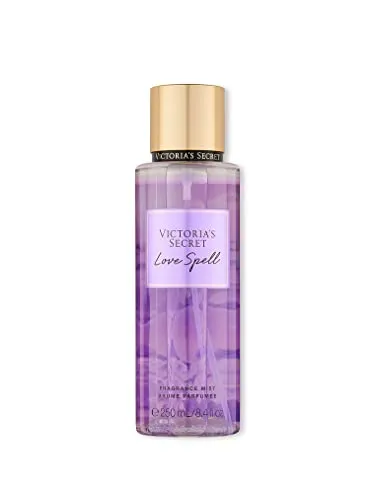 VICTORIA'S SECRET
VICTORIA'S
SECRET
Love Spell
FRAGRANCE MIST
BRUME PARFUMÉE
℮ 250 mL/8.4 fl oz